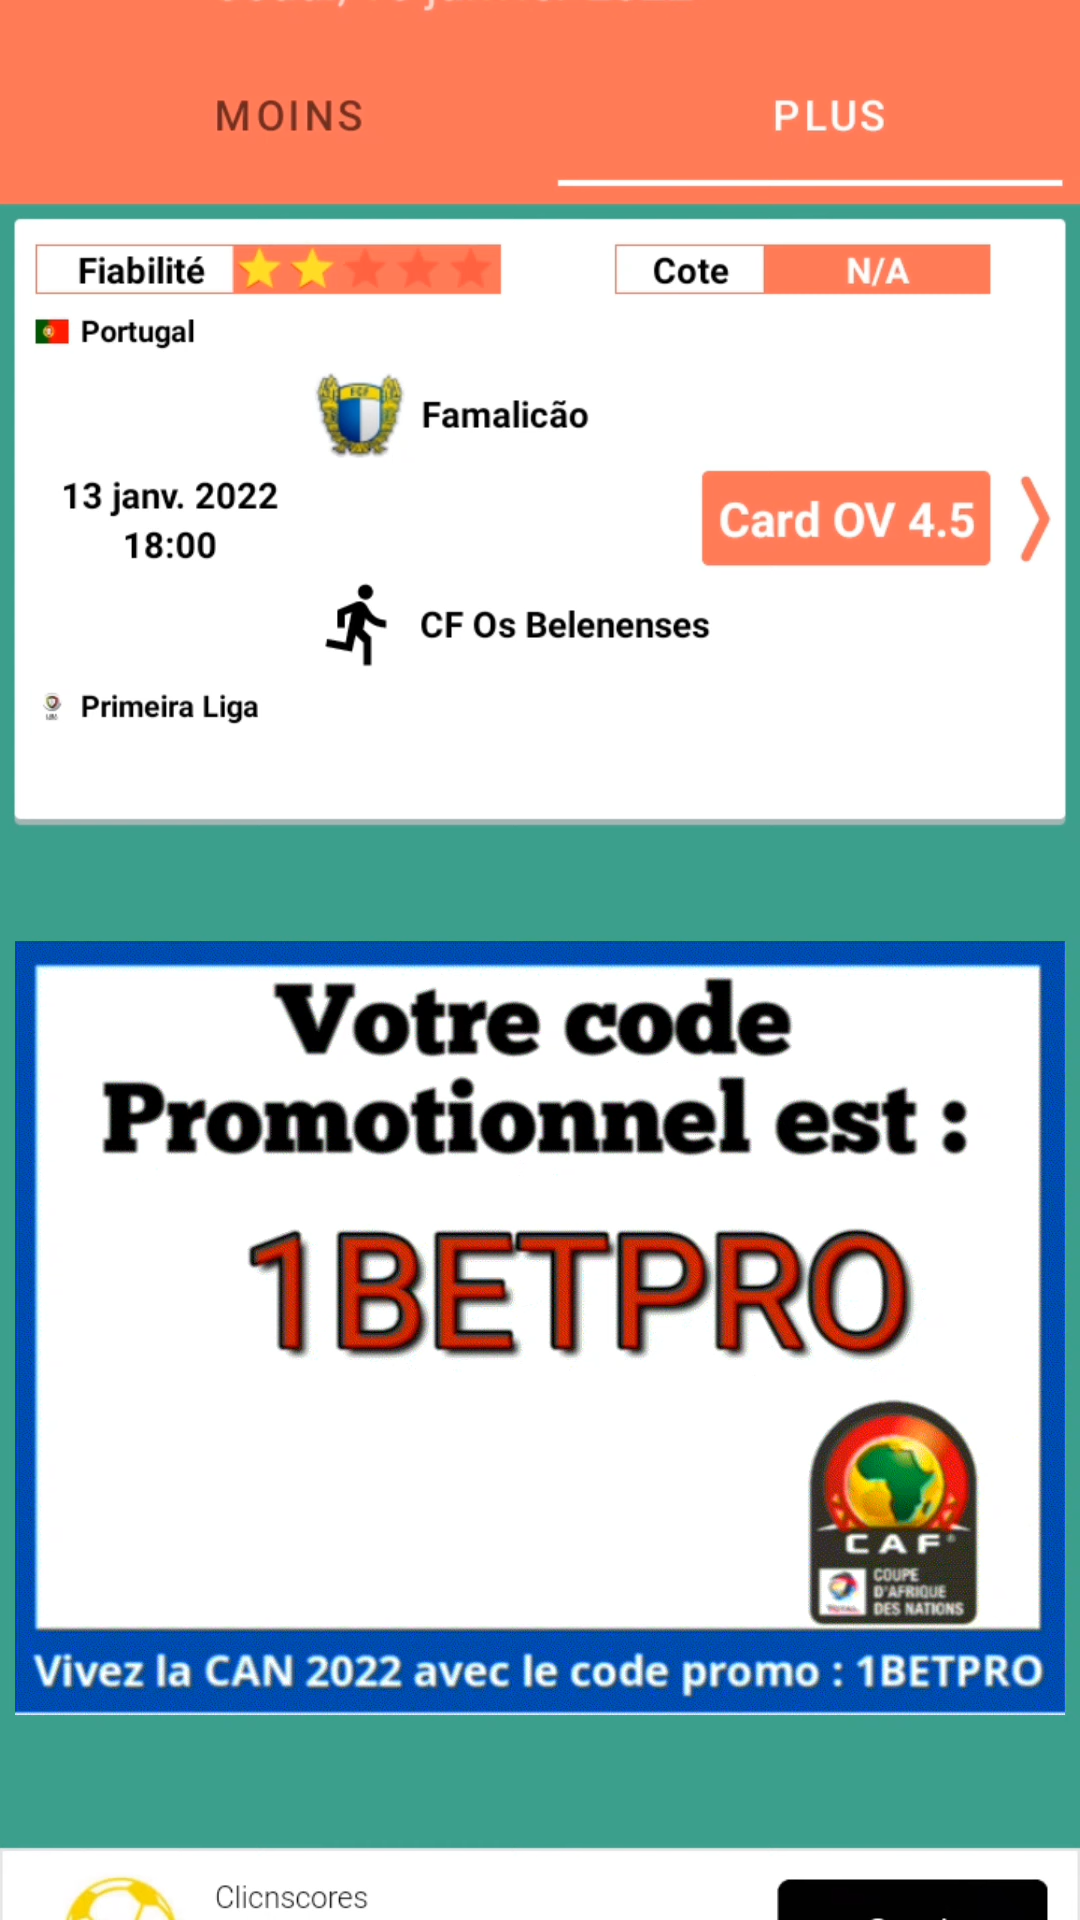 MOINS
PLUS
Fiabilité
Cote
N/A
Portugal
FCF
Famalicão
13 janv. 2022
18:00
Card OV 4.5
CF Os Belenenses
Primeira Liga
Votre code
Promotionnel est :
1BETPRO
CAF
COUPE
D'AFRIQUE
DES NATIONS
TOTAL
Vivez la CAN 2022 avec le code promo : 1BETPRO
Clicnscores